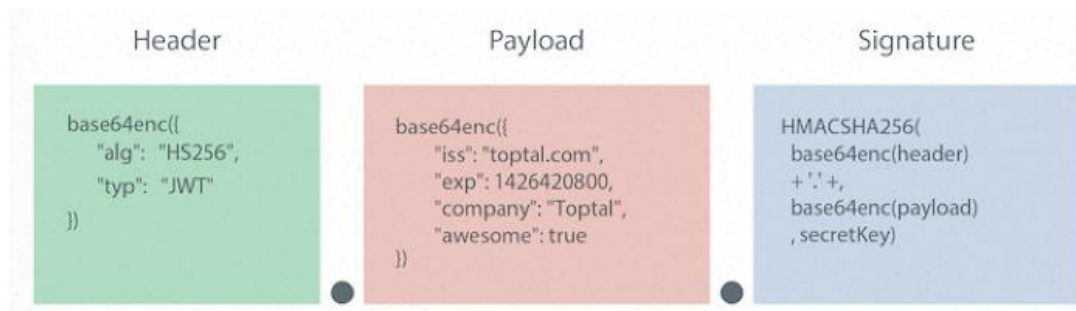 Header
base64enc({
"alg": "HS256",
"typ": "JWT"
})
Payload
base64enc({
"iss": "toptal.com",
"exp": 1426420800,
"company": "Toptal",
"awesome": true
})
Signature
HMACSHA256(
base64enc(header)
+ '.' +,
base64enc(payload)
, secretKey)